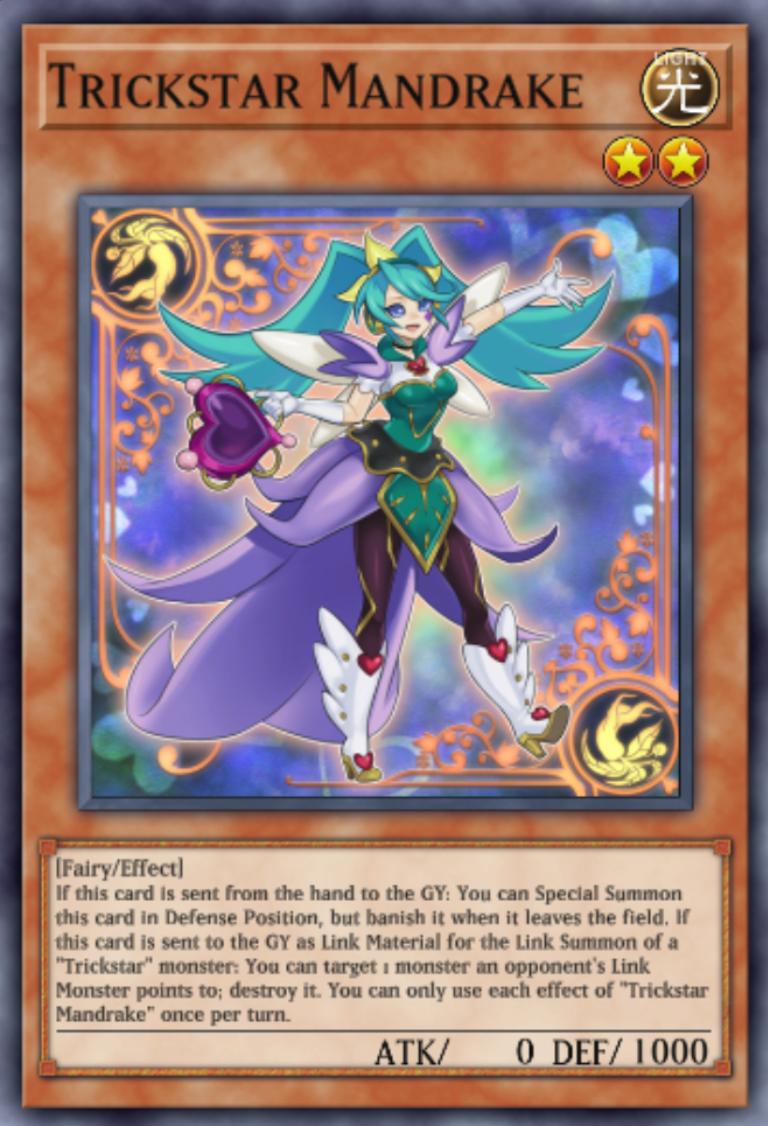 Trickstar Mandrake
LIGHT
光
[Fairy/Effect]
If this card is sent from the hand to the GY: You can Special Summon
this card in Defense Position, but banish it when it leaves the field. If
this card is sent to the GY as Link Material for the Link Summon of a
"Trickstar" monster: You can target 1 monster an opponent's Link
Monster points to; destroy it. You can only use each effect of "Trickstar
Mandrake" once per turn.
ATK/ 0 DEF/ 1000